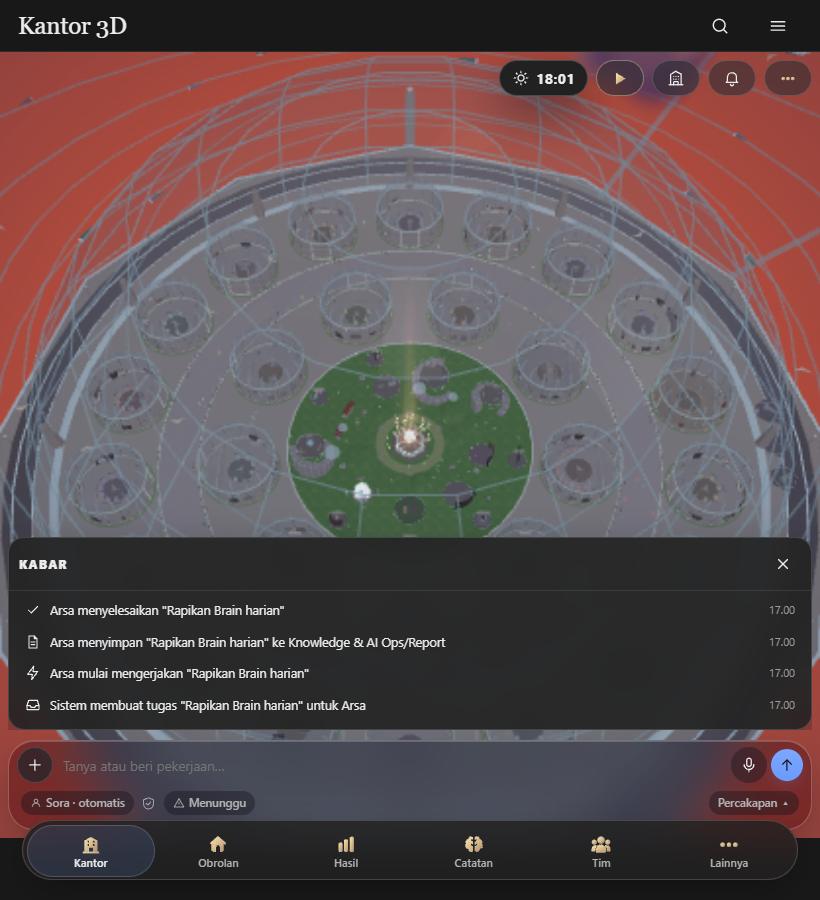 Kantor 3D
18:01
KABAR
Arsa menyelesaikan "Rapikan Brain harian" 17.00
Arsa menyimpan "Rapikan Brain harian" ke Knowledge & AI Ops/Report 17.00
Arsa mulai mengerjakan "Rapikan Brain harian" 17.00
Sistem membuat tugas "Rapikan Brain harian" untuk Arsa 17.00
Tanya atau beri pekerjaan...
Sora · otomatis Menunggu Percakapan
Kantor Obrolan Hasil Catatan Tim Lainnya